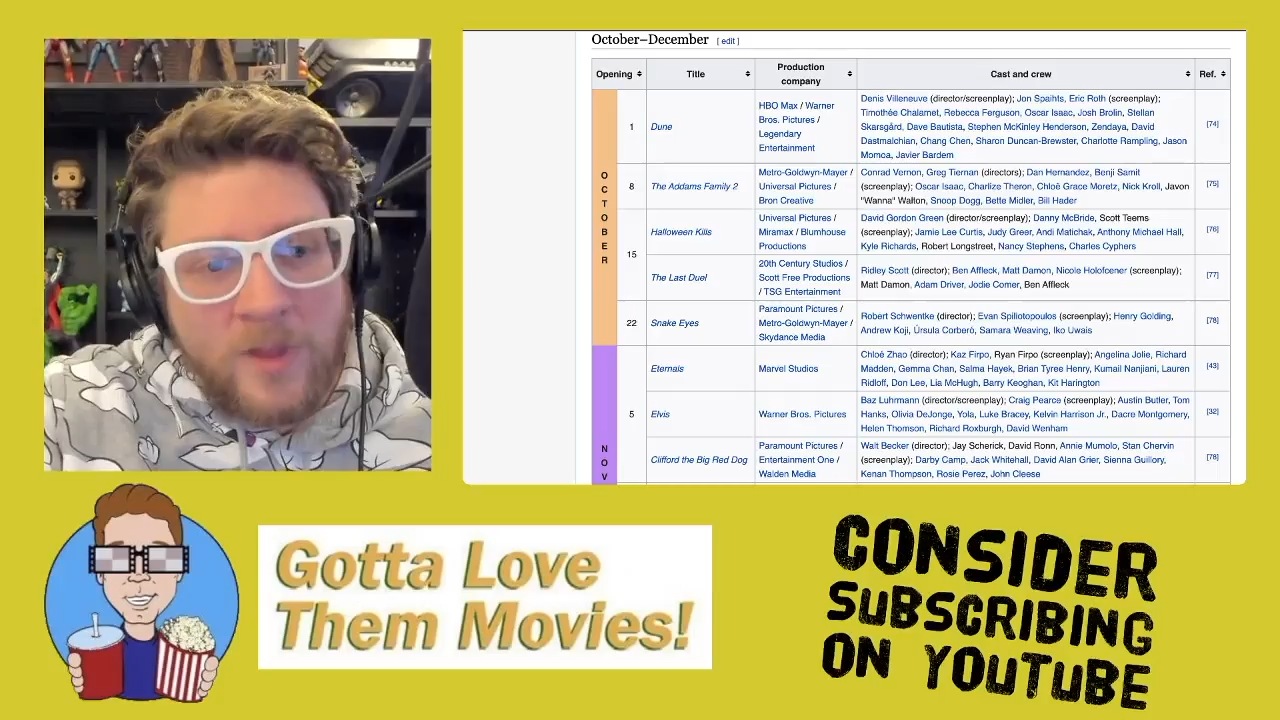 October–December [ edit ]
Opening Title Production company Cast and crew Ref.
OCTOBER
1 Dune HBO Max / Warner Bros. Pictures / Legendary Entertainment
Denis Villeneuve (director/screenplay); Jon Spaihts, Eric Roth (screenplay);
Timothée Chalamet, Rebecca Ferguson, Oscar Isaac, Josh Brolin, Stellan
Skarsgård, Dave Bautista, Stephen McKinley Henderson, Zendaya, David
Dastmalchian, Chang Chen, Sharon Duncan-Brewster, Charlotte Rampling, Jason
Momoa, Javier Bardem
[74]
8 The Addams Family 2 Metro-Goldwyn-Mayer / Universal Pictures / Bron Creative
Conrad Vernon, Greg Tiernan (directors); Dan Hernandez, Benji Samit
(screenplay); Oscar Isaac, Charlize Theron, Chloë Grace Moretz, Nick Kroll, Javon
"Wanna" Walton, Snoop Dogg, Bette Midler, Bill Hader
[75]
15 Halloween Kills Universal Pictures / Miramax / Blumhouse Productions
David Gordon Green (director/screenplay); Danny McBride, Scott Teems
(screenplay); Jamie Lee Curtis, Judy Greer, Andi Matichak, Anthony Michael Hall,
Kyle Richards, Robert Longstreet, Nancy Stephens, Charles Cyphers
[76]
The Last Duel 20th Century Studios / Scott Free Productions / TSG Entertainment
Ridley Scott (director); Ben Affleck, Matt Damon, Nicole Holofcener (screenplay);
Matt Damon, Adam Driver, Jodie Comer, Ben Affleck
[77]
22 Snake Eyes Paramount Pictures / Metro-Goldwyn-Mayer / Skydance Media
Robert Schwentke (director); Evan Spiliotopoulos (screenplay); Henry Golding,
Andrew Koji, Úrsula Corberó, Samara Weaving, Iko Uwais
[78]
NOV
5 Eternals Marvel Studios
Chloé Zhao (director); Kaz Firpo, Ryan Firpo (screenplay); Angelina Jolie, Richard
Madden, Gemma Chan, Salma Hayek, Brian Tyree Henry, Kumail Nanjiani, Lauren
Ridloff, Don Lee, Lia McHugh, Barry Keoghan, Kit Harington
[43]
Elvis Warner Bros. Pictures
Baz Luhrmann (director/screenplay); Craig Pearce (screenplay); Austin Butler, Tom
Hanks, Olivia DeJonge, Yola, Luke Bracey, Kelvin Harrison Jr., Dacre Montgomery,
Helen Thomson, Richard Roxburgh, David Wenham
[32]
Clifford the Big Red Dog Paramount Pictures / Entertainment One / Walden Media
Walt Becker (director); Jay Scherick, David Ronn, Annie Mumolo, Stan Chervin
(screenplay); Darby Camp, Jack Whitehall, David Alan Grier, Sienna Guillory,
Kenan Thompson, Rosie Perez, John Cleese
[78]
Gotta Love
Them Movies!
CONSIDER
SUBSCRIBING
ON YOUTUBE